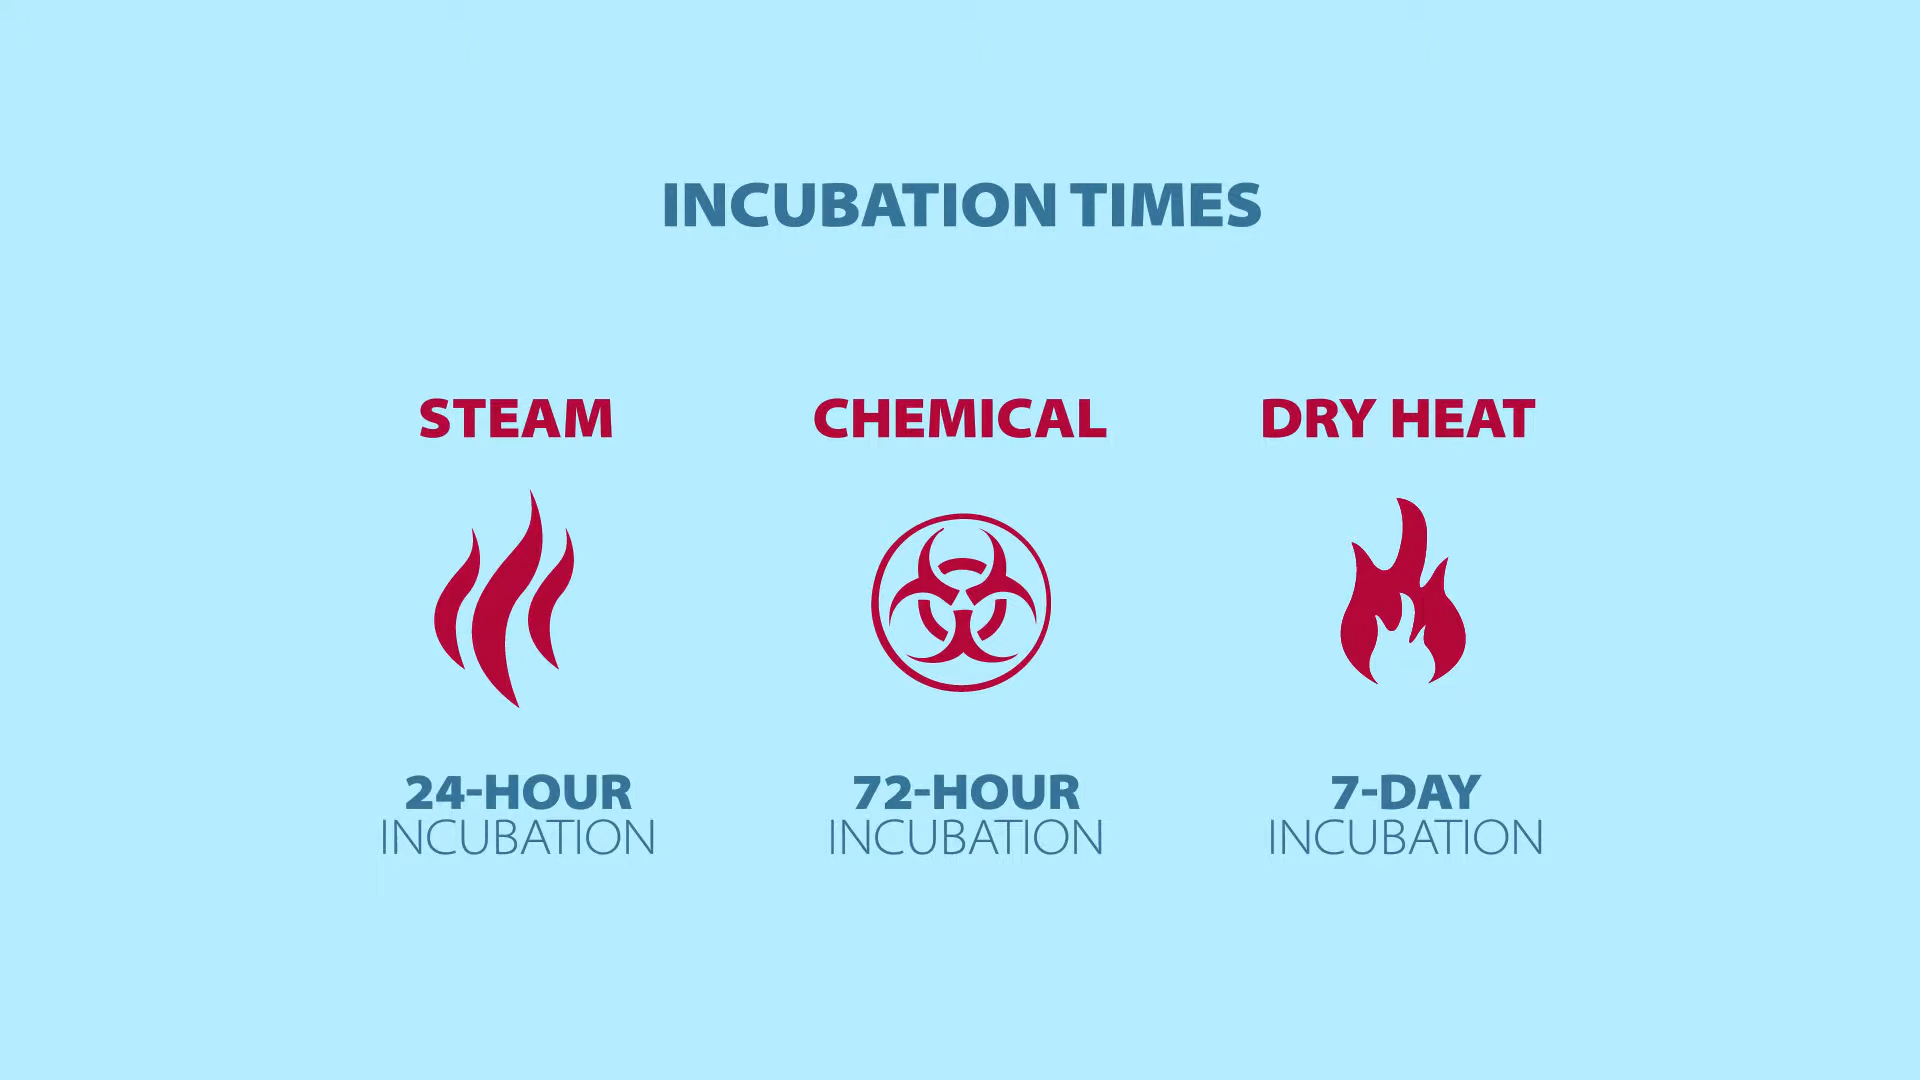 INCUBATION TIMES
STEAM
CHEMICAL
DRY HEAT
24-HOUR
INCUBATION
72-HOUR
INCUBATION
7-DAY
INCUBATION